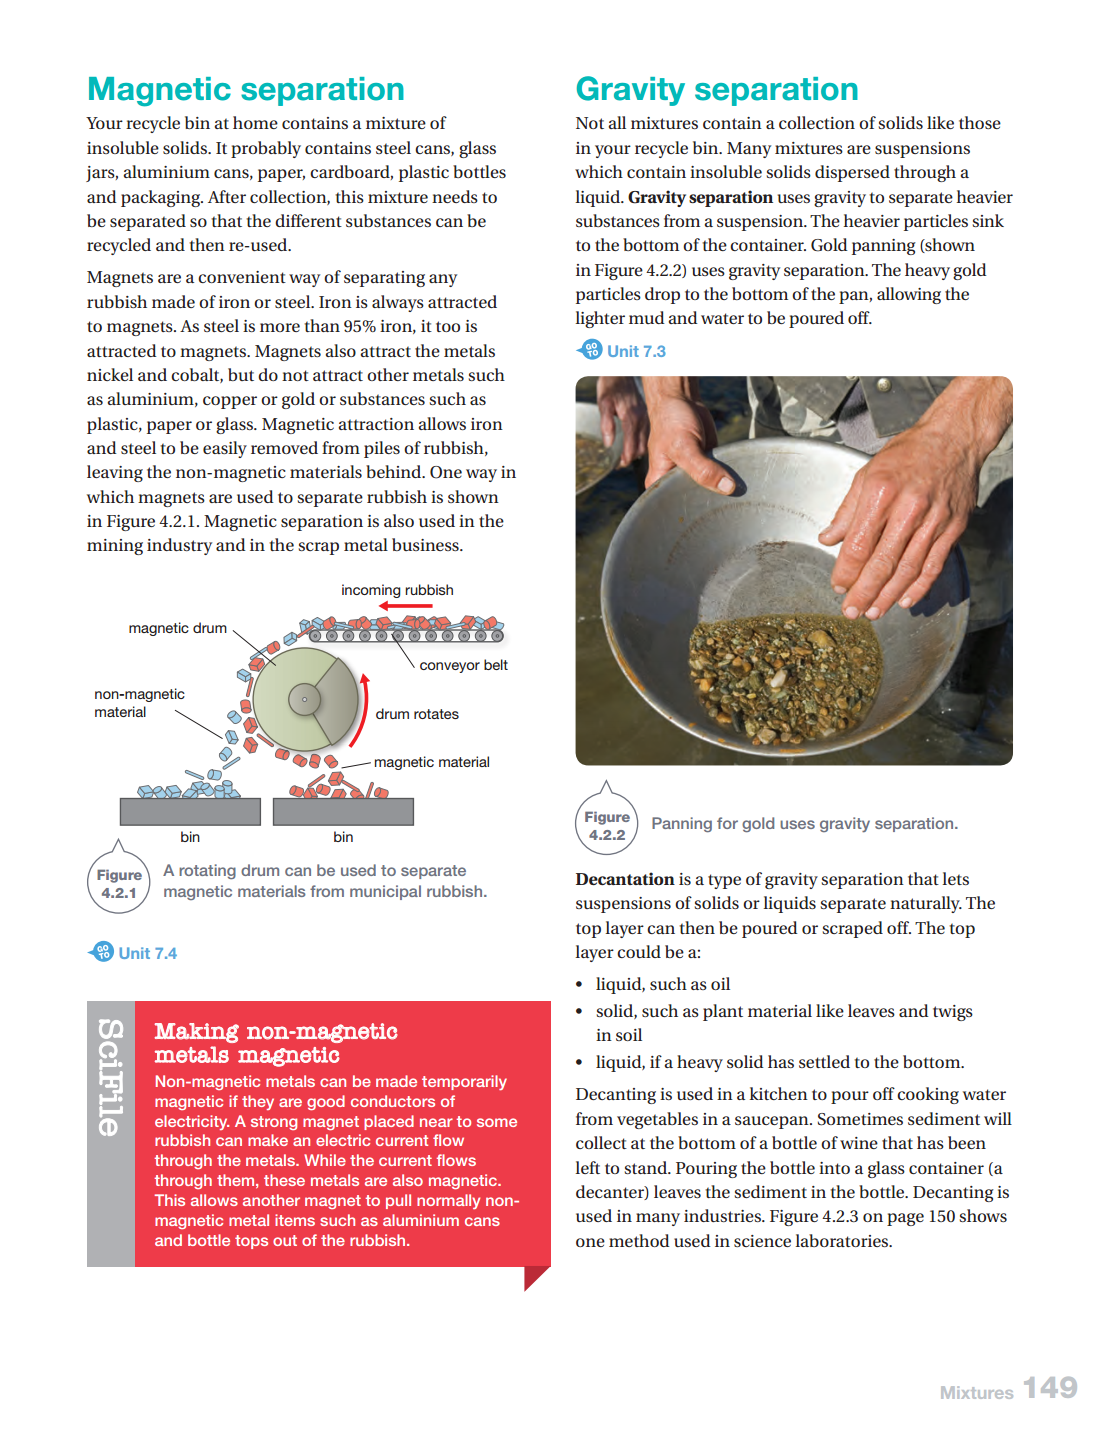 Magnetic separation
Your recycle bin at home contains a mixture of
insoluble solids. It probably contains steel cans, glass
jars, aluminium cans, paper, cardboard, plastic bottles
and packaging. After collection, this mixture needs to
be separated so that the different substances can be
recycled and then re-used.
Magnets are a convenient way of separating any
rubbish made of iron or steel. Iron is always attracted
to magnets. As steel is more than 95% iron, it too is
attracted to magnets. Magnets also attract the metals
nickel and cobalt, but do not attract other metals such
as aluminium, copper or gold or substances such as
plastic, paper or glass. Magnetic attraction allows iron
and steel to be easily removed from piles of rubbish,
leaving the non-magnetic materials behind. One way in
which magnets are used to separate rubbish is shown
in Figure 4.2.1. Magnetic separation is also used in the
mining industry and in the scrap metal business.
incoming rubbish
magnetic drum
conveyor belt
non-magnetic
material
drum rotates
magnetic material
bin
bin
Figure
4.2.1
A rotating drum can be used to separate
magnetic materials from municipal rubbish.
GO
TO
Unit 7.4
SciFile
Making non-magnetic
metals magnetic
Non-magnetic metals can be made temporarily
magnetic if they are good conductors of
electricity. A strong magnet placed near to some
rubbish can make an electric current flow
through the metals. While the current flows
through them, these metals are also magnetic.
This allows another magnet to pull normally non-
magnetic metal items such as aluminium cans
and bottle tops out of the rubbish.
Gravity separation
Not all mixtures contain a collection of solids like those
in your recycle bin. Many mixtures are suspensions
which contain insoluble solids dispersed through a
liquid. Gravity separation uses gravity to separate heavier
substances from a suspension. The heavier particles sink
to the bottom of the container. Gold panning (shown
in Figure 4.2.2) uses gravity separation. The heavy gold
particles drop to the bottom of the pan, allowing the
lighter mud and water to be poured off.
GO
TO
Unit 7.3
Figure
4.2.2
Panning for gold uses gravity separation.
Decantation is a type of gravity separation that lets
suspensions of solids or liquids separate naturally. The
top layer can then be poured or scraped off. The top
layer could be a:
• liquid, such as oil
• solid, such as plant material like leaves and twigs
in soil
• liquid, if a heavy solid has settled to the bottom.
Decanting is used in a kitchen to pour off cooking water
from vegetables in a saucepan. Sometimes sediment will
collect at the bottom of a bottle of wine that has been
left to stand. Pouring the bottle into a glass container (a
decanter) leaves the sediment in the bottle. Decanting is
used in many industries. Figure 4.2.3 on page 150 shows
one method used in science laboratories.
Mixtures 149